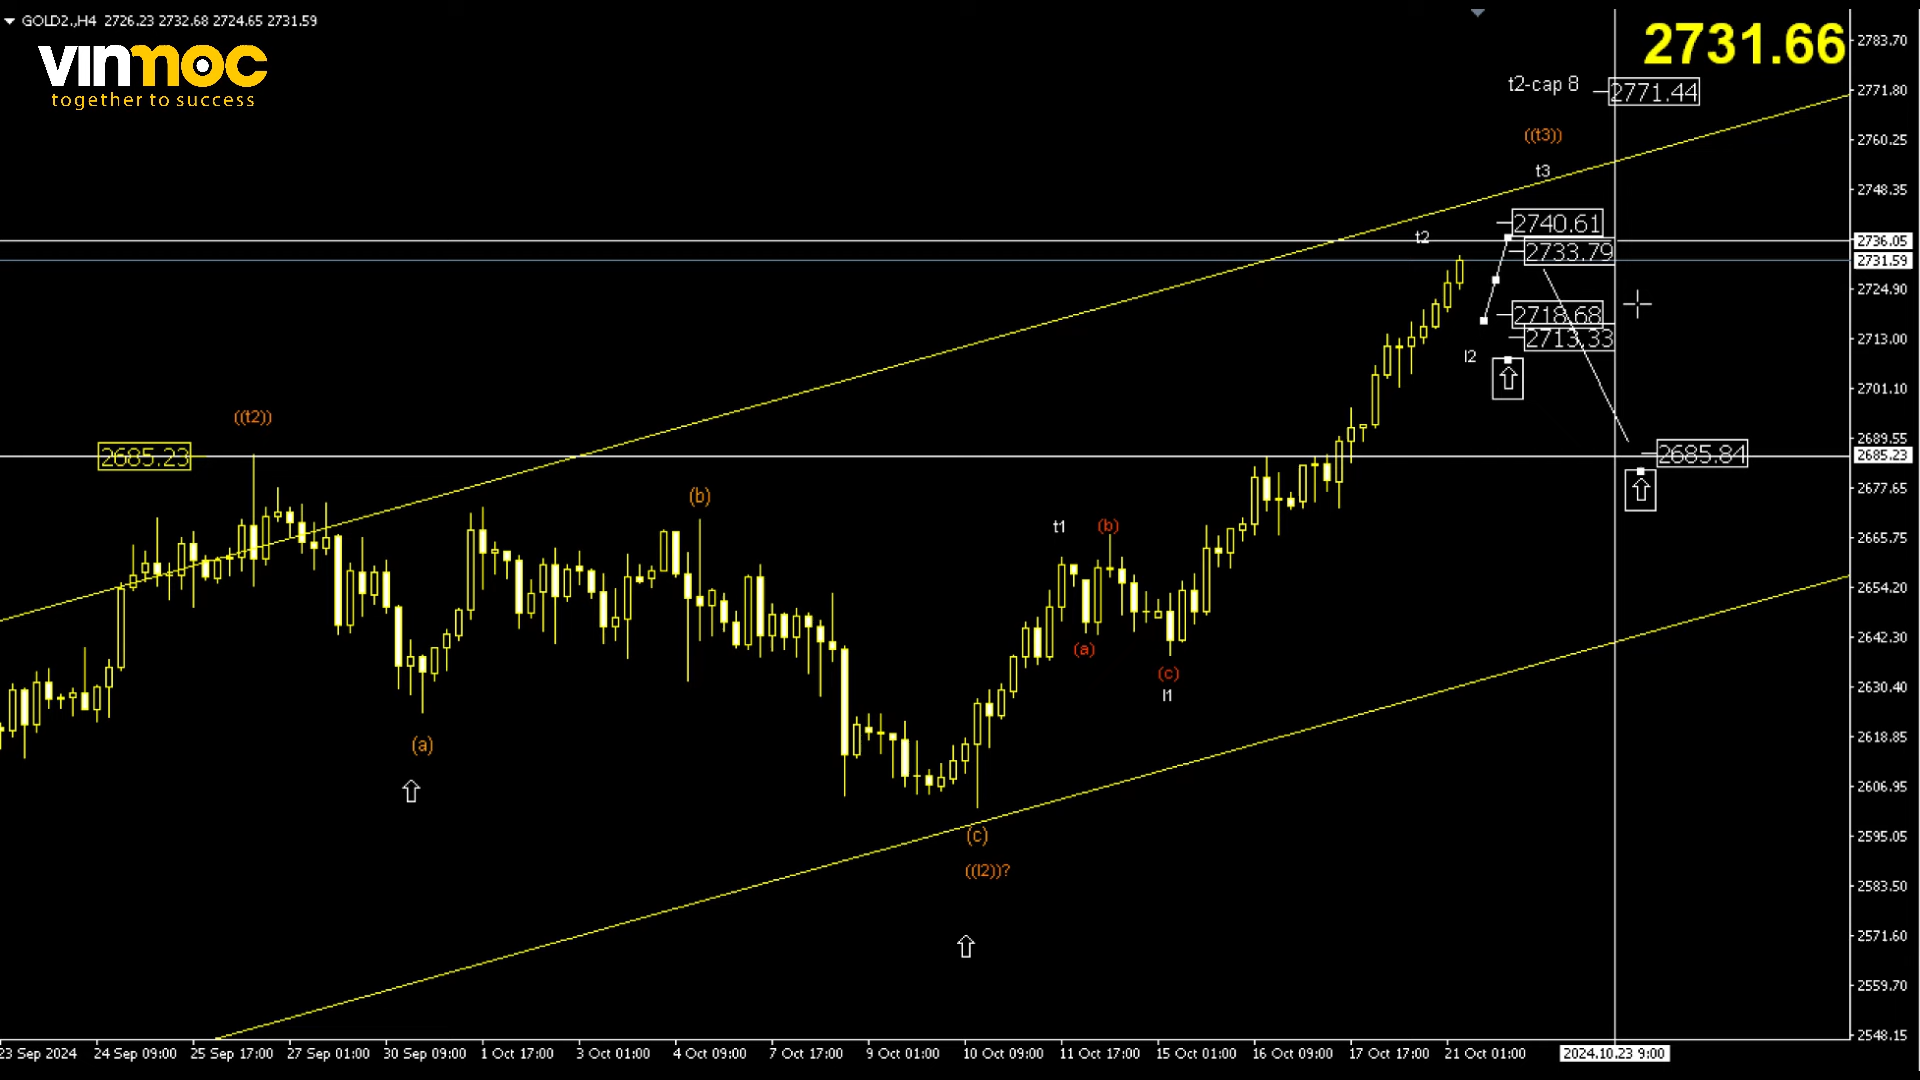 GOLD2.,H4 2726.23 2732.68 2724.65 2731.59
vinmoc
together to success
2731.66
t2-cap 8
2771.44
((t3))
t3
t2
2740.61
2733.79
2718.68
2713.33
l2
((t2))
2685.23
2685.84
(b)
t1
(b)
(a)
(c)
l1
(a)
(c)
((l2))?
2783.70
2771.80
2760.25
2748.35
2736.05
2731.59
2724.90
2713.00
2701.10
2689.55
2685.23
2677.65
2665.75
2654.20
2642.30
2630.40
2618.85
2606.95
2595.05
2583.50
2571.60
2559.70
2548.15
23 Sep 2024 24 Sep 09:00 25 Sep 17:00 27 Sep 01:00 30 Sep 09:00 1 Oct 17:00 3 Oct 01:00 4 Oct 09:00 7 Oct 17:00 9 Oct 01:00 10 Oct 09:00 11 Oct 17:00 15 Oct 01:00 16 Oct 09:00 17 Oct 17:00 21 Oct 01:00 2024.10.23 9:00